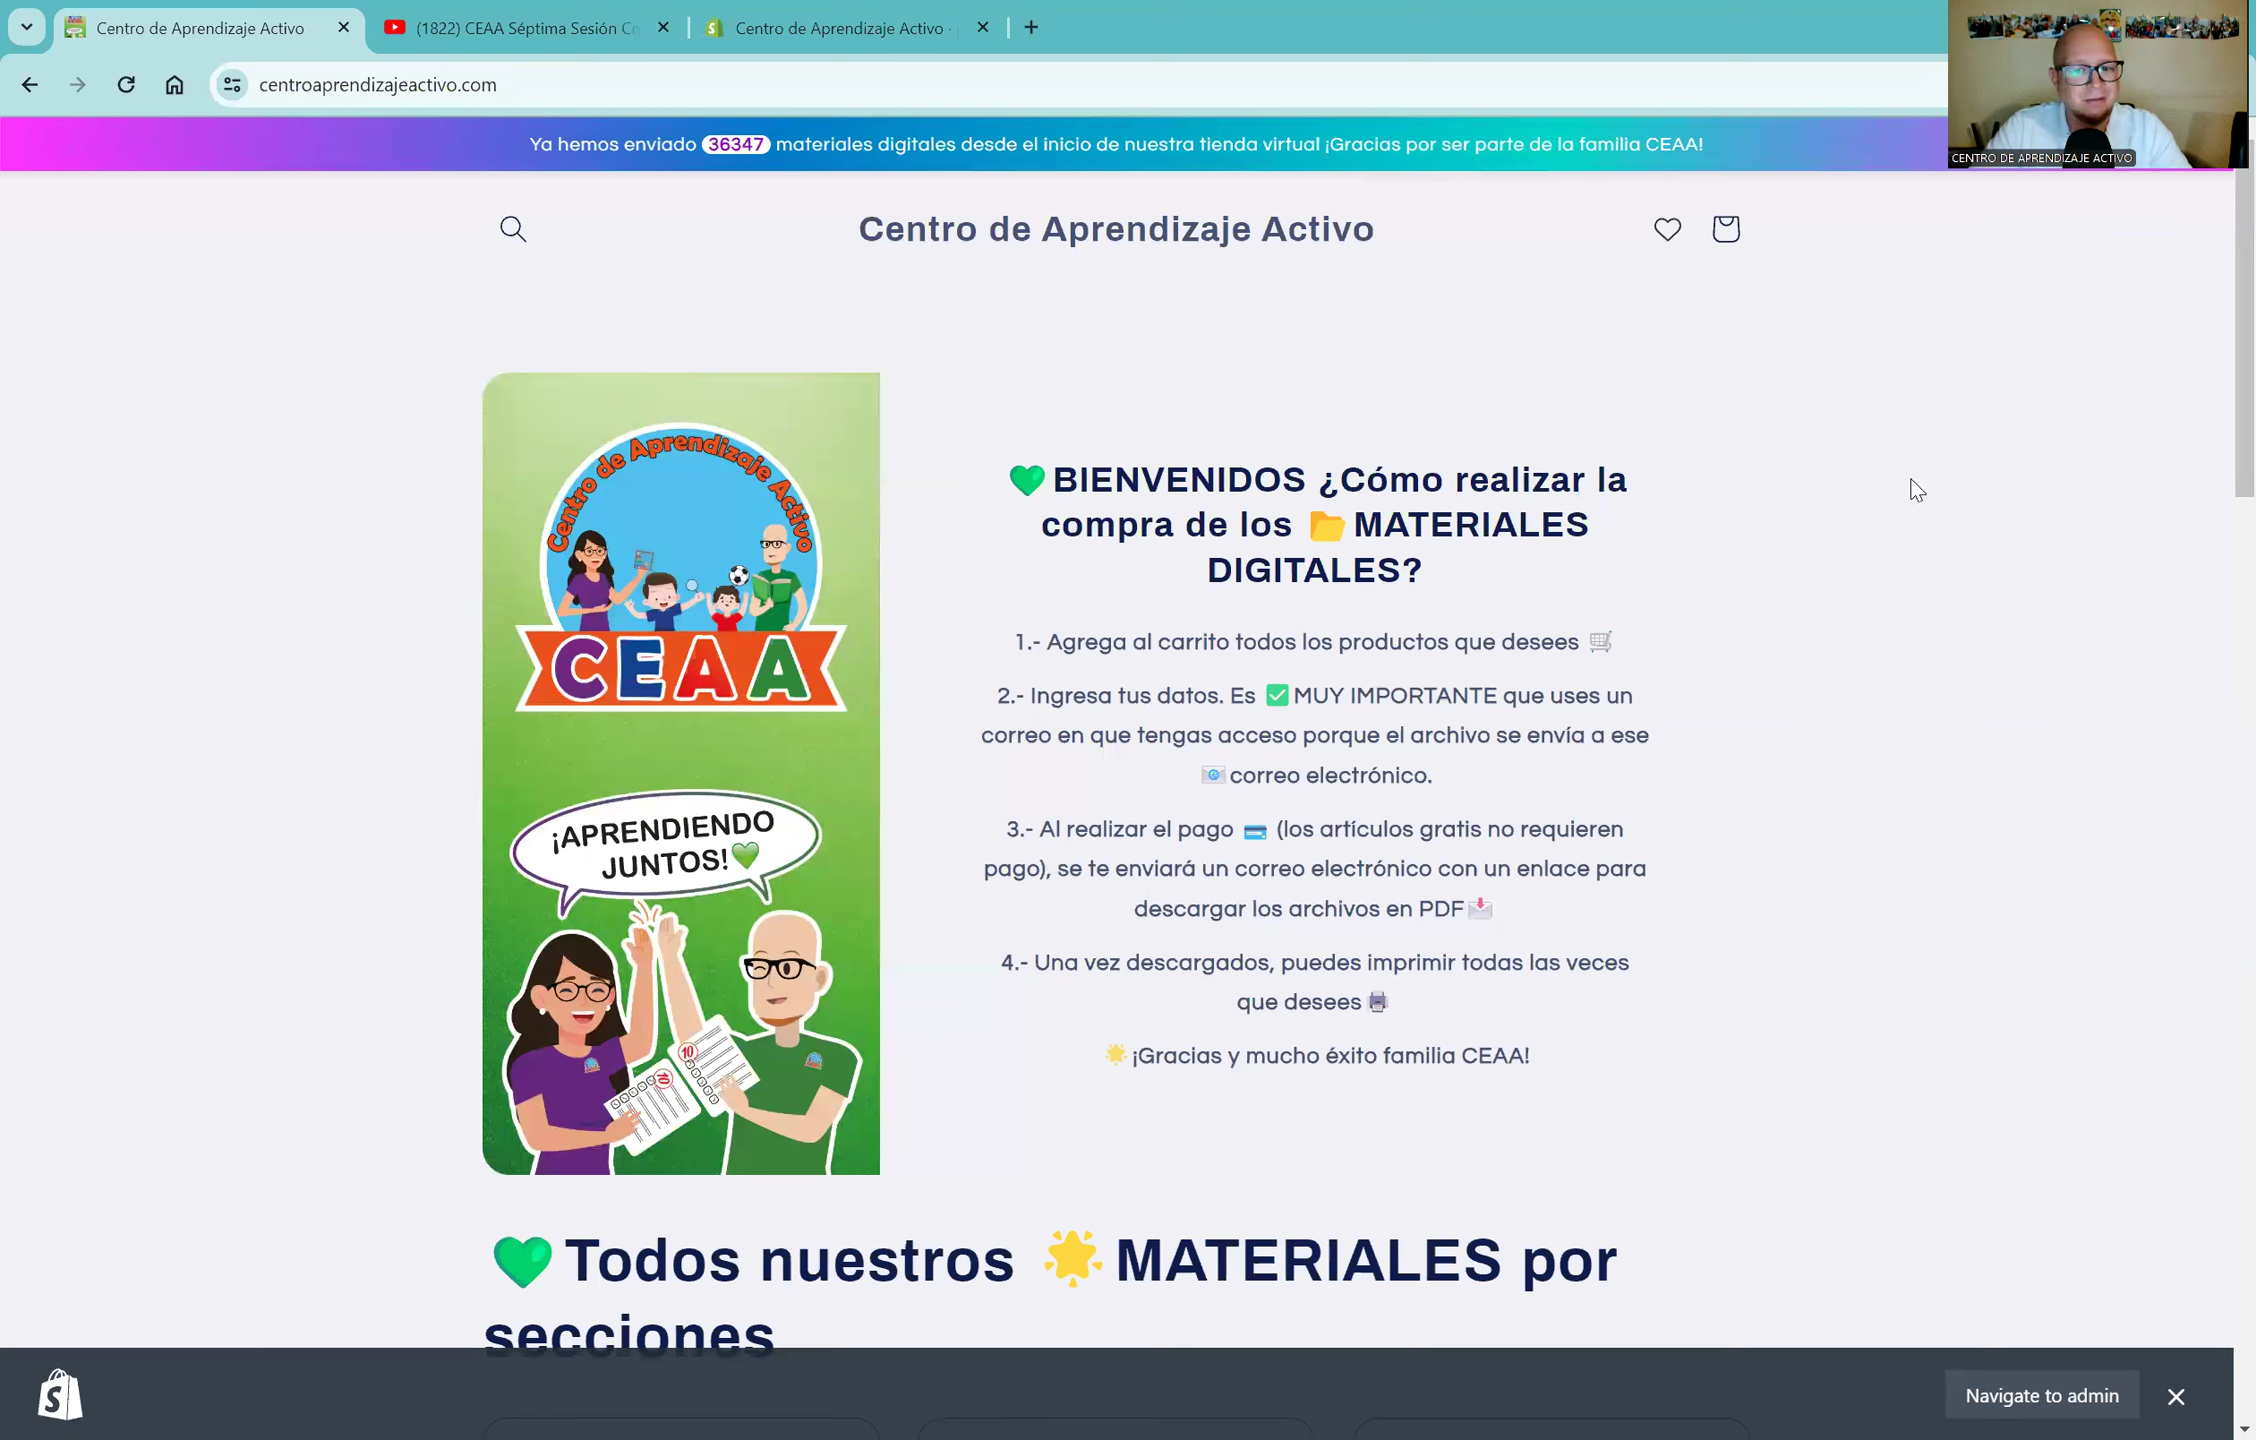 Centro de Aprendizaje Activo
(1822) CEAA Séptima Sesión Co
Centro de Aprendizaje Activo ·
centroaprendizajeactivo.com
CENTRO DE APRENDIZAJE ACTIVO
Ya hemos enviado 36347 materiales digitales desde el inicio de nuestra tienda virtual ¡Gracias por ser parte de la familia CEAA!
Centro de Aprendizaje Activo
Centro de Aprendizaje Activo
CEAA
¡APRENDIENDO
JUNTOS!💚
10
10
💚BIENVENIDOS ¿Cómo realizar la
compra de los 📂MATERIALES
DIGITALES?
1.- Agrega al carrito todos los productos que desees 🛒
2.- Ingresa tus datos. Es ✅MUY IMPORTANTE que uses un
correo en que tengas acceso porque el archivo se envía a ese
📧correo electrónico.
3.- Al realizar el pago 💳 (los artículos gratis no requieren
pago), se te enviará un correo electrónico con un enlace para
descargar los archivos en PDF📩
4.- Una vez descargados, puedes imprimir todas las veces
que desees🖨
🌟¡Gracias y mucho éxito familia CEAA!
💚Todos nuestros 🌟MATERIALES por
secciones
Navigate to admin